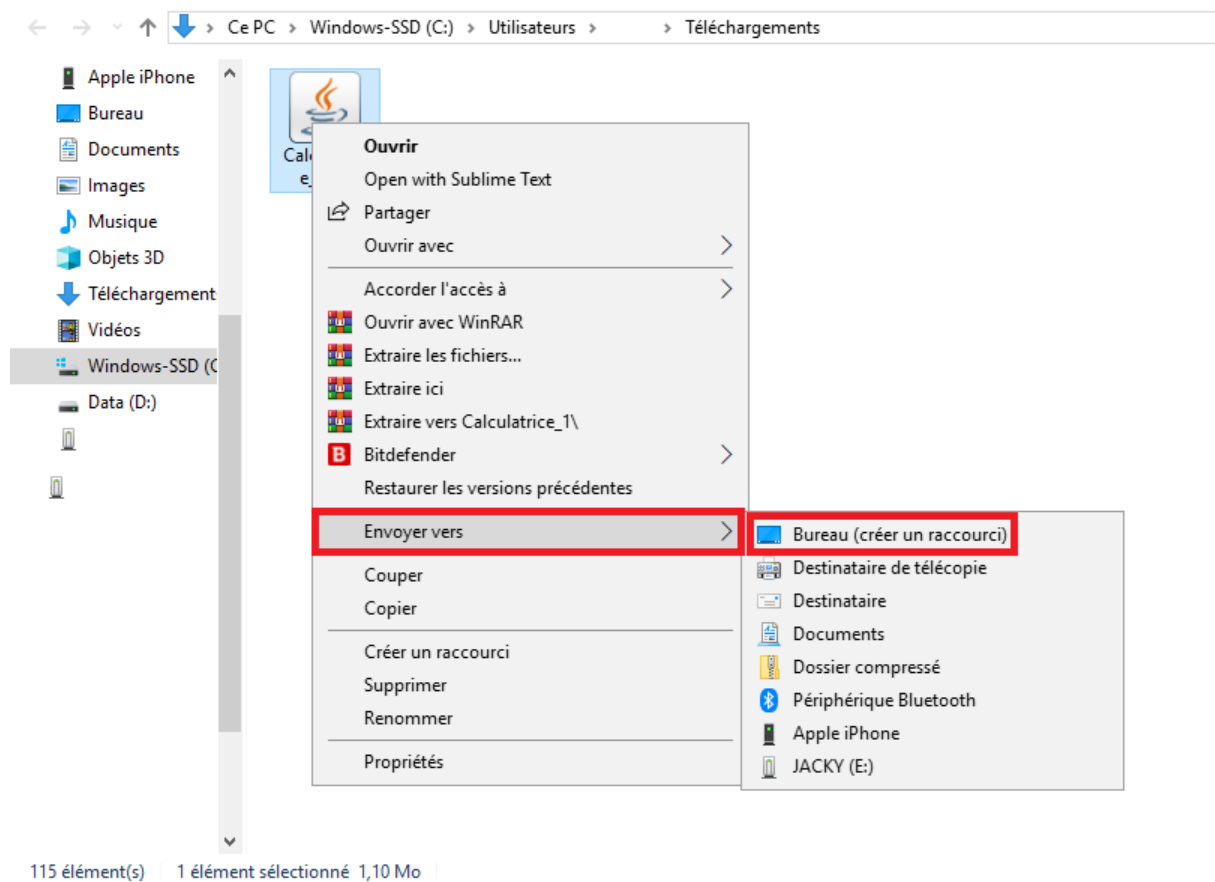 Ce PC > Windows-SSD (C:) > Utilisateurs > > Téléchargements
Apple iPhone
Bureau
Documents
Images
Musique
Objets 3D
Téléchargement
Vidéos
Windows-SSD (C
Data (D:)
Cal
e_
Ouvrir
Open with Sublime Text
Partager
Ouvrir avec
Accorder l'accès à
Ouvrir avec WinRAR
Extraire les fichiers...
Extraire ici
Extraire vers Calculatrice_1\
B Bitdefender
Restaurer les versions précédentes
Envoyer vers
Couper
Copier
Créer un raccourci
Supprimer
Renommer
Propriétés
Bureau (créer un raccourci)
Destinataire de télécopie
Destinataire
Documents
Dossier compressé
Périphérique Bluetooth
Apple iPhone
JACKY (E:)
115 élément(s) 1 élément sélectionné 1,10 Mo